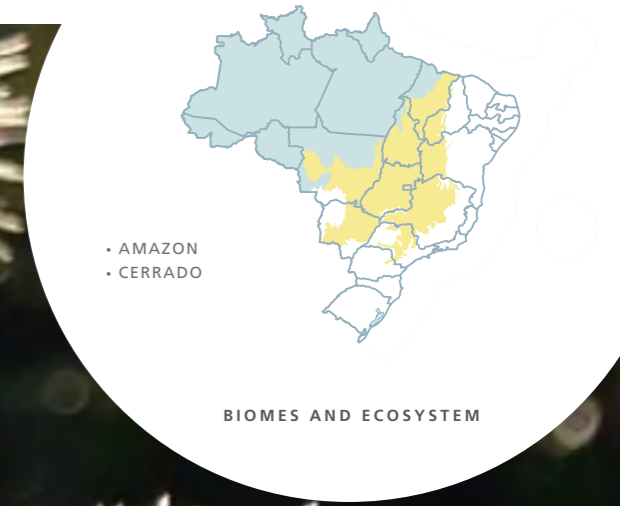 • AMAZON
• CERRADO
BIOMES AND ECOSYSTEM